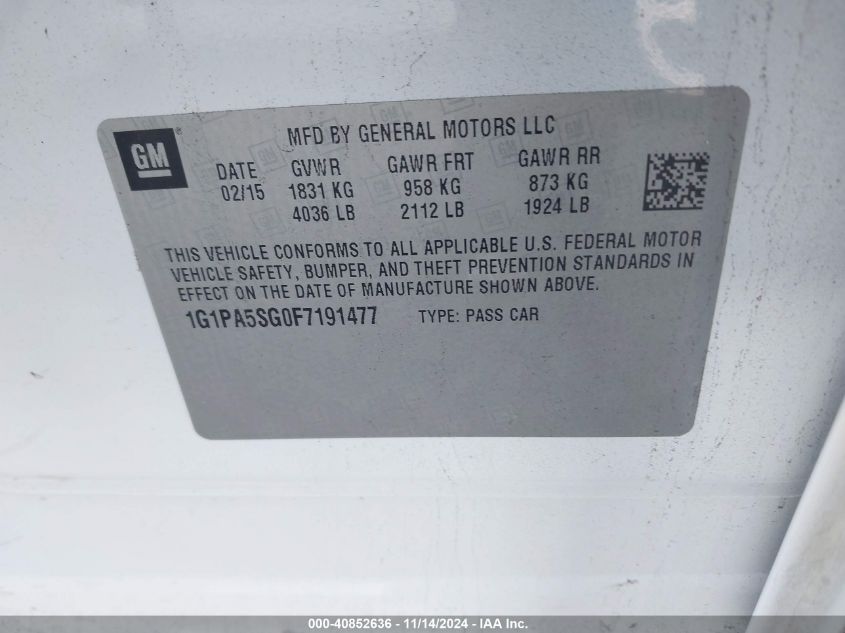 GM
MFD BY GENERAL MOTORS LLC
DATE GVWR GAWR FRT GAWR RR
02/15 1831 KG 958 KG 873 KG
4036 LB 2112 LB 1924 LB
THIS VEHICLE CONFORMS TO ALL APPLICABLE U.S. FEDERAL MOTOR
VEHICLE SAFETY, BUMPER, AND THEFT PREVENTION STANDARDS IN
EFFECT ON THE DATE OF MANUFACTURE SHOWN ABOVE.
1G1PA5SG0F7191477 TYPE: PASS CAR
000-40852636 - 11/14/2024 - IAA Inc.